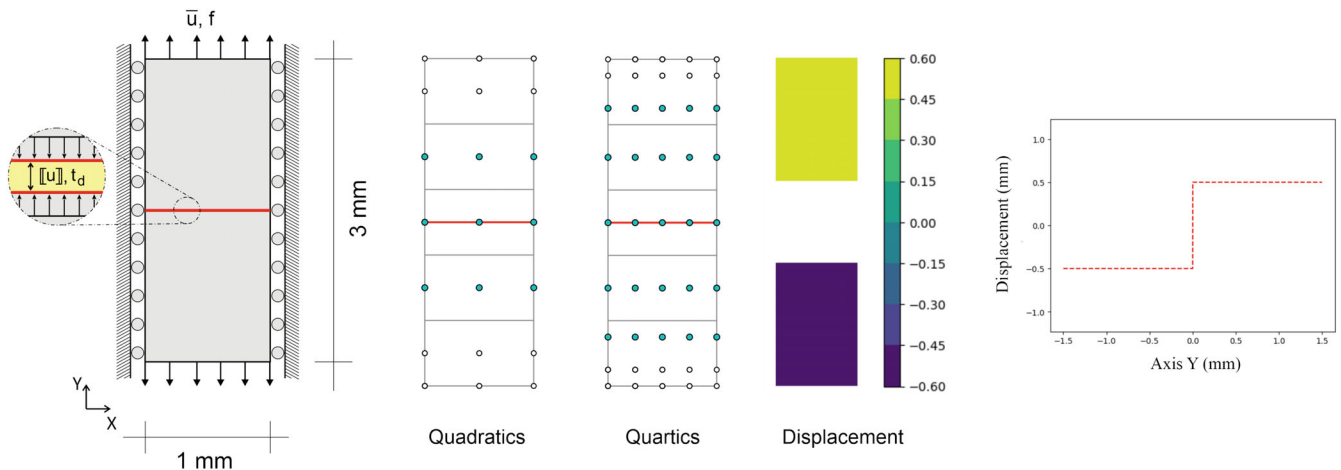 u̅, f
⟦u⟧, t_d
3 mm
Y
X
1 mm
Quadratics
Quartics
Displacement
0.60
0.45
0.30
0.15
0.00
−0.15
−0.30
−0.45
−0.60
Displacement (mm)
1.0
0.5
0.0
−0.5
−1.0
−1.5
−1.0
−0.5
0.0
0.5
1.0
1.5
Axis Y (mm)